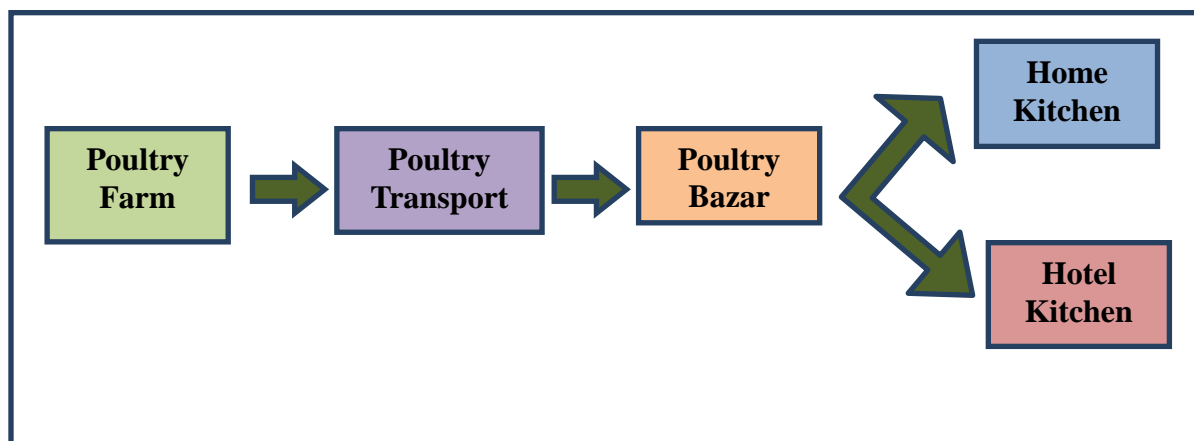 Poultry
Farm
Poultry
Transport
Poultry
Bazar
Home
Kitchen
Hotel
Kitchen